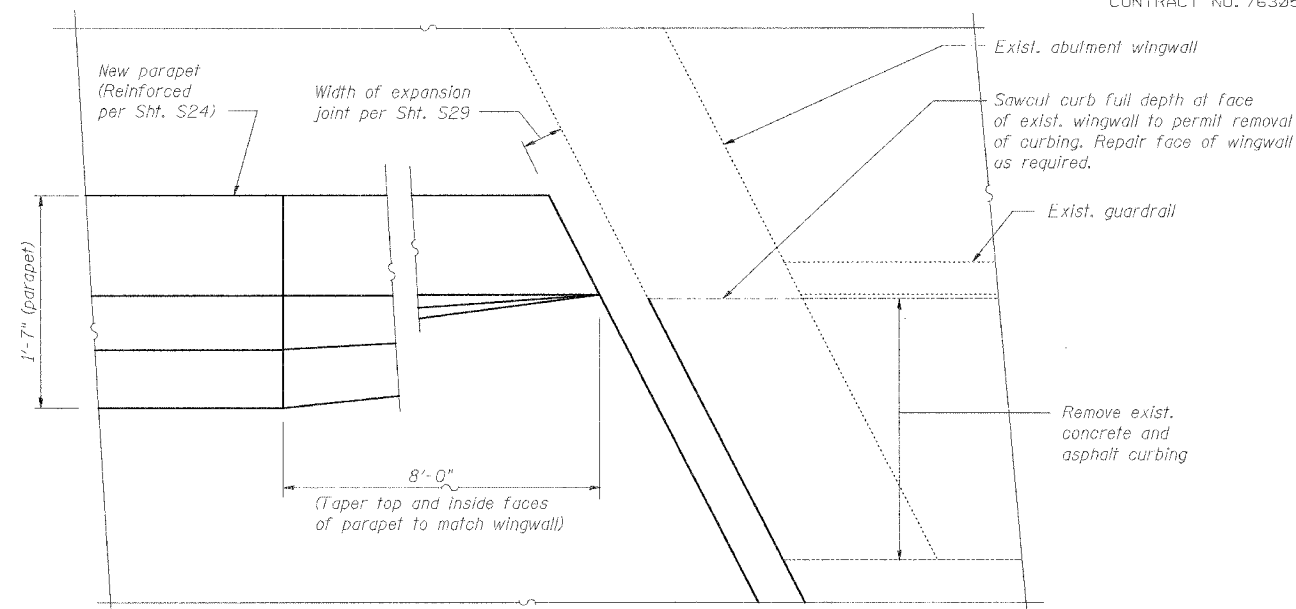 CONTRACT NO. 76305
Exist. abutment wingwall
New parapet
(Reinforced
per Sht. S24)
Width of expansion
joint per Sht. S29
Sawcut curb full depth at face
of exist. wingwall to permit removal
of curbing. Repair face of wingwall
as required.
Exist. guardrail
1'-7" (parapet)
Remove exist.
concrete and
asphalt curbing
8'-0"
(Taper top and inside faces
of parapet to match wingwall)